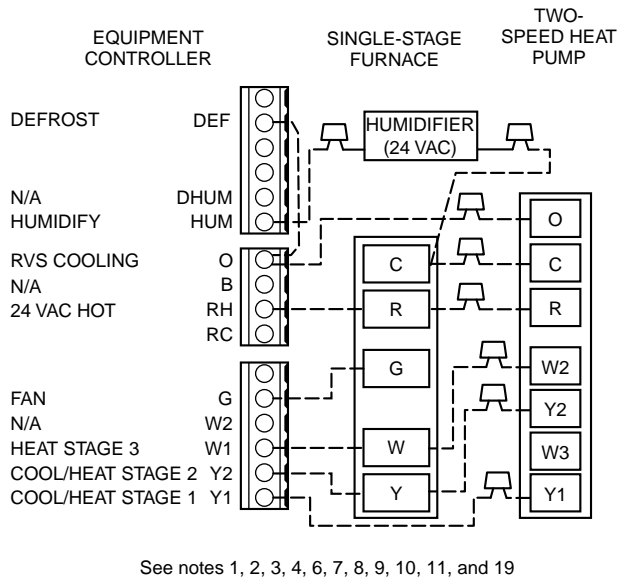 EQUIPMENT
CONTROLLER
SINGLE-STAGE
FURNACE
TWO-
SPEED HEAT
PUMP
DEFROST DEF
HUMIDIFIER
(24 VAC)
N/A DHUM
HUMIDIFY HUM
O
RVS COOLING O
C C
N/A B
24 VAC HOT RH
R R
RC
G W2
FAN G
Y2
N/A W2
HEAT STAGE 3 W1
W W3
COOL/HEAT STAGE 2 Y2
COOL/HEAT STAGE 1 Y1
Y Y1
See notes 1, 2, 3, 4, 6, 7, 8, 9, 10, 11, and 19